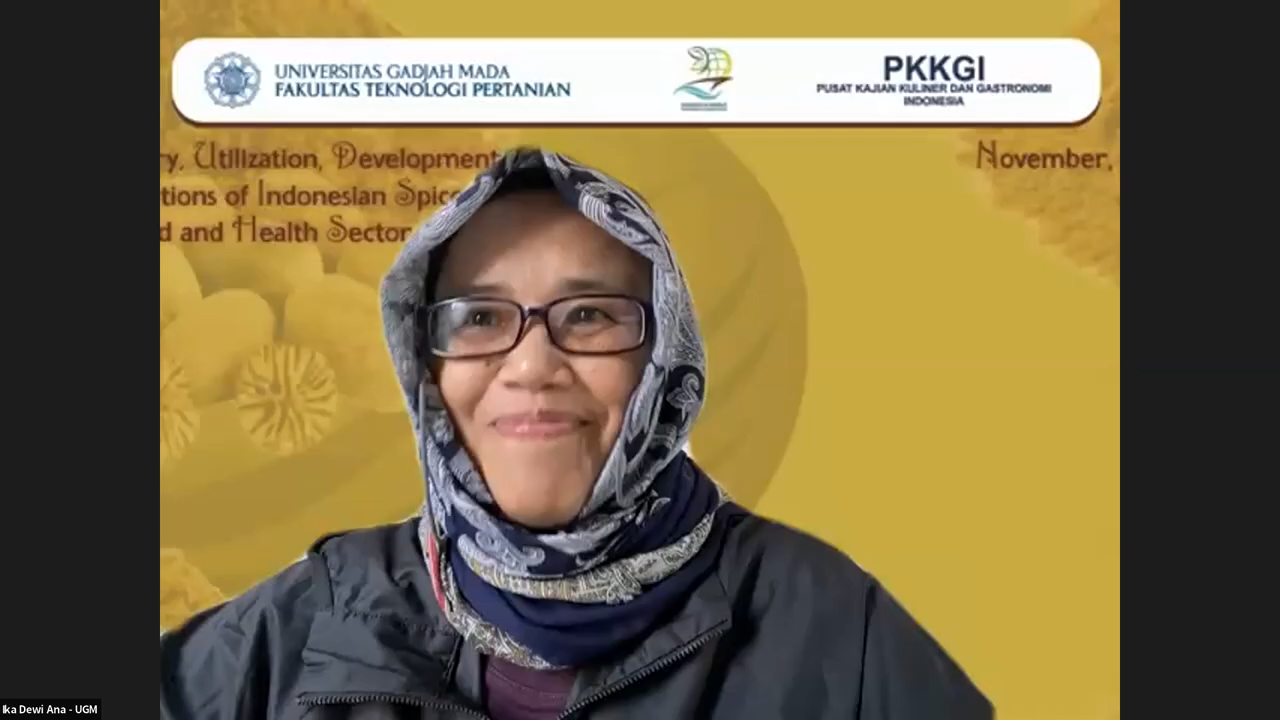 UNIVERSITAS GADJAH MADA
FAKULTAS TEKNOLOGI PERTANIAN
PKKGI
PUSAT KAJIAN KULINER DAN GASTRONOMI
INDONESIA
ry, Utilization, Development
tions of Indonesian Spic
d and Health Sector
November,
Ika Dewi Ana - UGM